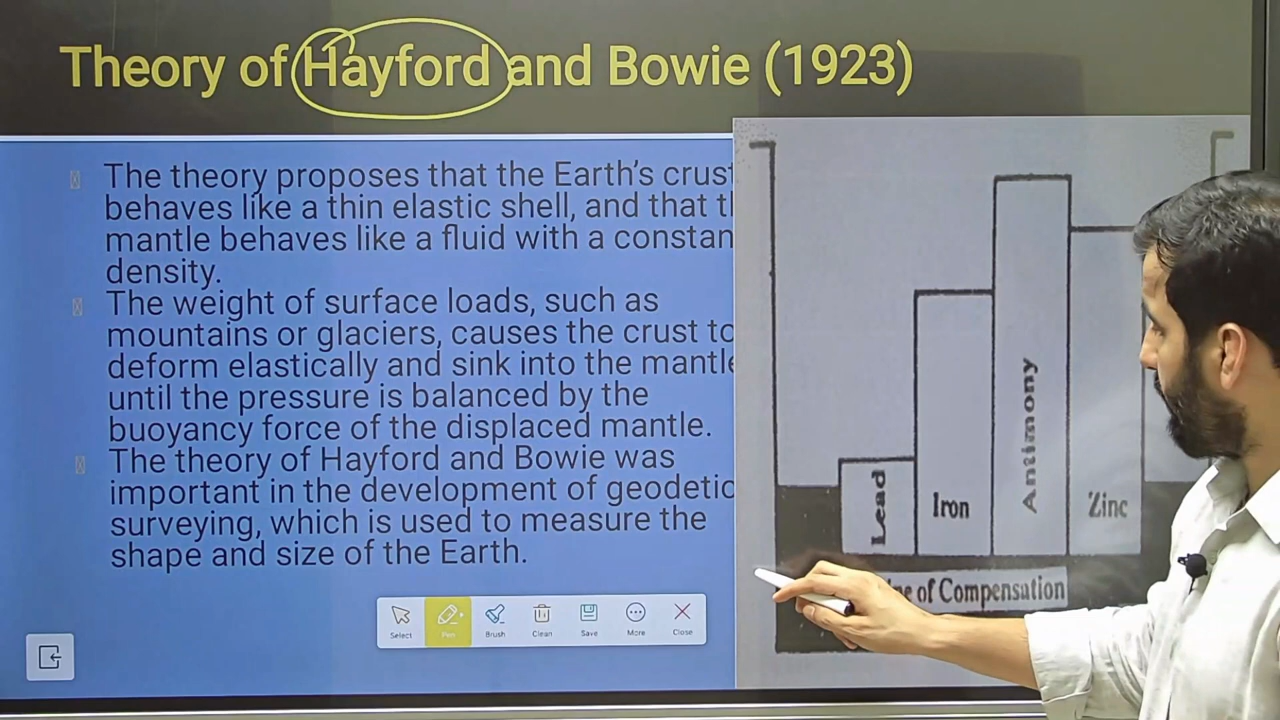 Theory of Hayford and Bowie (1923)
The theory proposes that the Earth's crust
behaves like a thin elastic shell, and that
mantle behaves like a fluid with a
density.
The weight of surface loads, such as
mountains or glaciers, causes the crust
deform elastically and sink into the mantle
until the pressure is balanced by the
buoyancy force of the displaced mantle.
The theory of Hayford and Bowie was
important in the development of geodetic
surveying, which is used to measure the
shape and size of the Earth.
Lead
Iron
Antimony
Zinc
of Compensation
Select
Pen
Brush
Clean
Save
More
Close